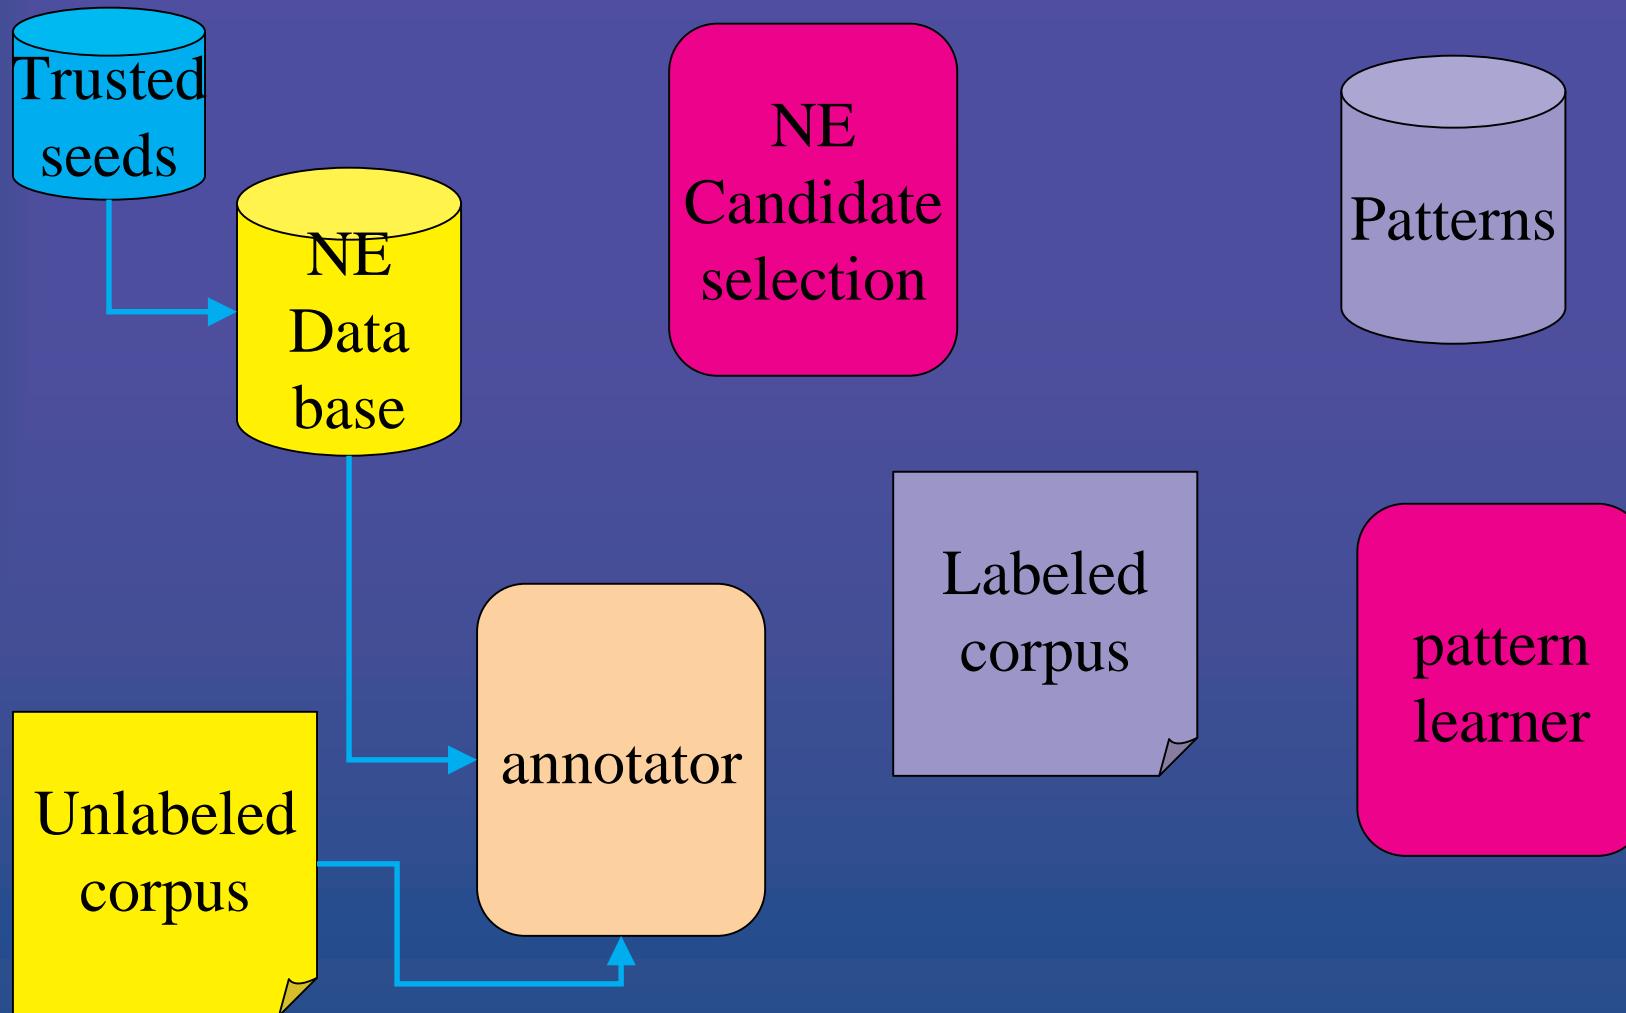 Trusted
seeds
NE
Data
base
NE
Candidate
selection
Patterns
Labeled
corpus
pattern
learner
annotator
Unlabeled
corpus